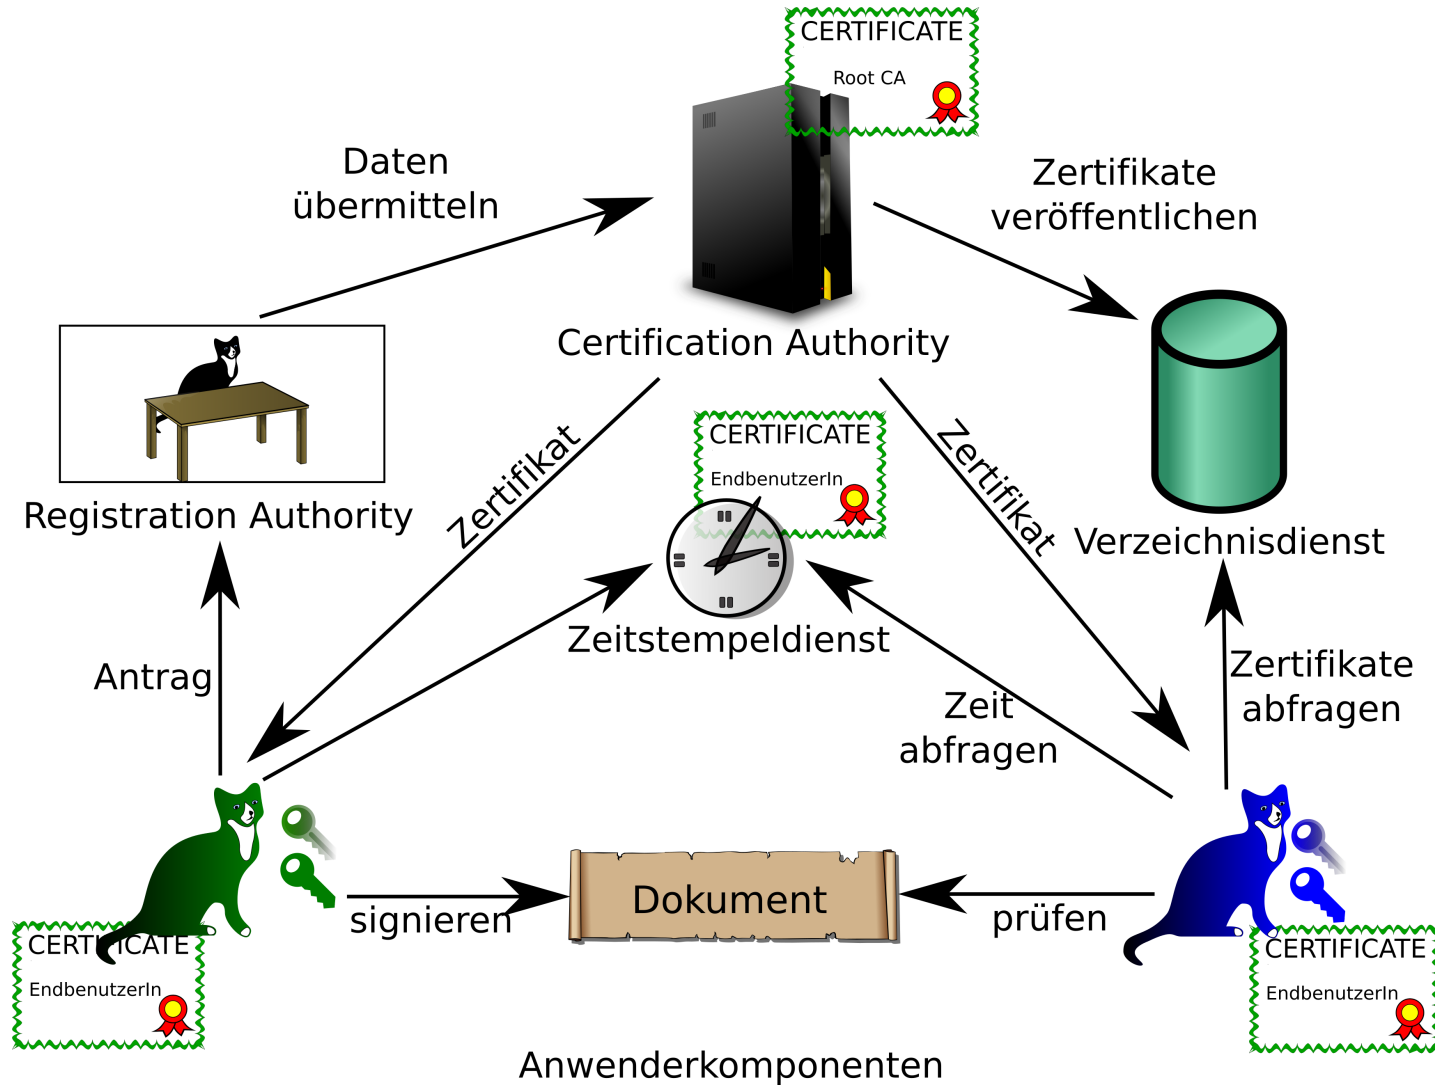 CERTIFICATE
Root CA
Daten
übermitteln
Zertifikate
veröffentlichen
Certification Authority
CERTIFICATE
EndbenutzerIn
Zertifikat
Zertifikat
Registration Authority
Verzeichnisdienst
Zeitstempeldienst
Antrag
Zertifikate
abfragen
Zeit
abfragen
signieren
Dokument
prüfen
CERTIFICATE
EndbenutzerIn
CERTIFICATE
EndbenutzerIn
Anwenderkomponenten